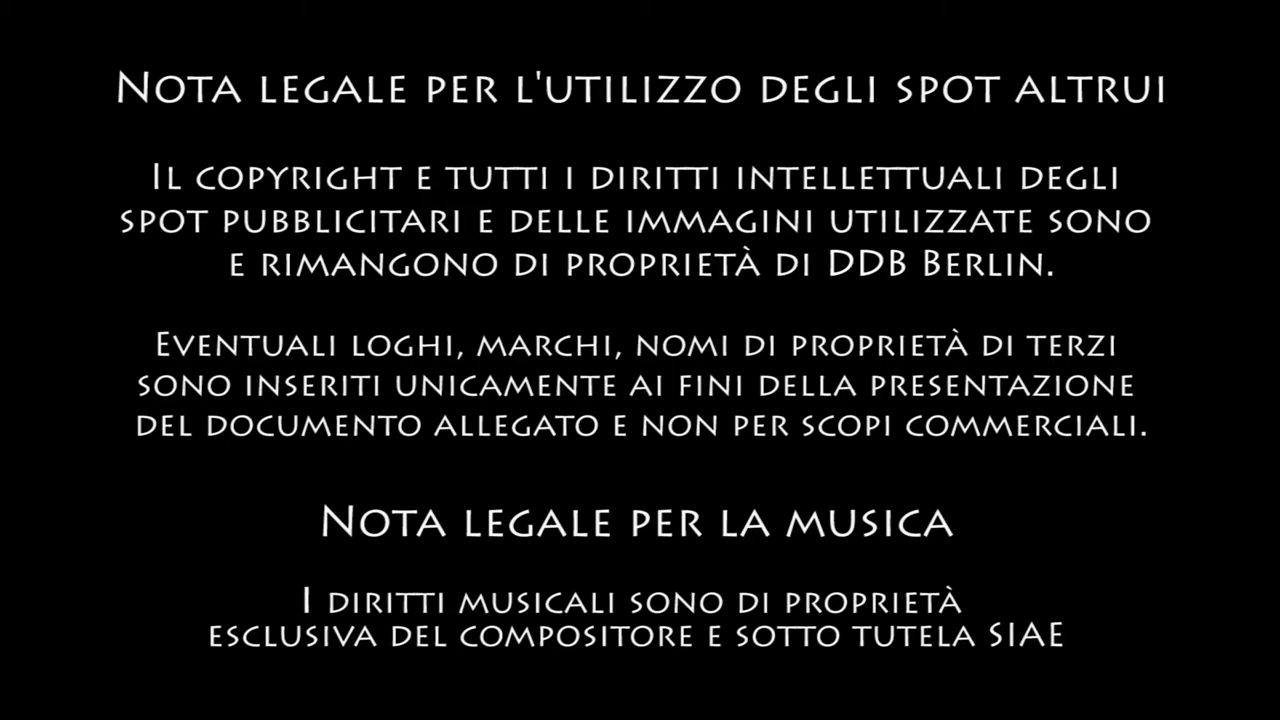 Nota legale per l'utilizzo degli spot altrui
Il copyright e tutti i diritti intellettuali degli
spot pubblicitari e delle immagini utilizzate sono
e rimangono di proprietà di DDB Berlin.
Eventuali loghi, marchi, nomi di proprietà di terzi
sono inseriti unicamente ai fini della presentazione
del documento allegato e non per scopi commerciali.
Nota legale per la musica
I diritti musicali sono di proprietà
esclusiva del compositore e sotto tutela SIAE